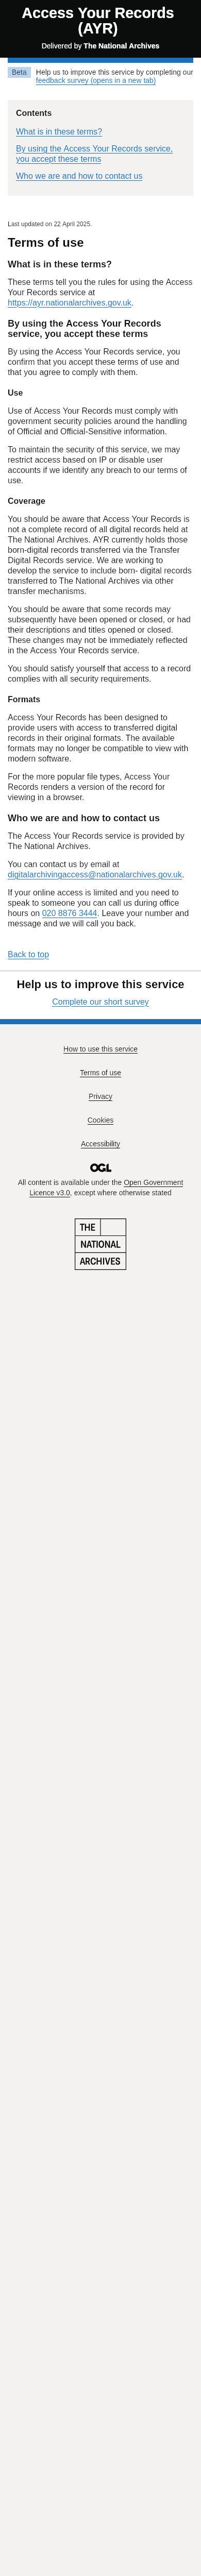 Access Your Records
(AYR)
Delivered by The National Archives
Beta
Help us to improve this service by completing our
feedback survey (opens in a new tab)
Contents
What is in these terms?
By using the Access Your Records service,
you accept these terms
Who we are and how to contact us
Last updated on 22 April 2025.
Terms of use
What is in these terms?
These terms tell you the rules for using the Access
Your Records service at
https://ayr.nationalarchives.gov.uk.
By using the Access Your Records
service, you accept these terms
By using the Access Your Records service, you
confirm that you accept these terms of use and
that you agree to comply with them.
Use
Use of Access Your Records must comply with
government security policies around the handling
of Official and Official-Sensitive information.
To maintain the security of this service, we may
restrict access based on IP or disable user
accounts if we identify any breach to our terms of
use.
Coverage
You should be aware that Access Your Records is
not a complete record of all digital records held at
The National Archives. AYR currently holds those
born-digital records transferred via the Transfer
Digital Records service. We are working to
develop the service to include born- digital records
transferred to The National Archives via other
transfer mechanisms.
You should be aware that some records may
subsequently have been opened or closed, or had
their descriptions and titles opened or closed.
These changes may not be immediately reflected
in the Access Your Records service.
You should satisfy yourself that access to a record
complies with all security requirements.
Formats
Access Your Records has been designed to
provide users with access to transferred digital
records in their original formats. The available
formats may no longer be compatible to view with
modern software.
For the more popular file types, Access Your
Records renders a version of the record for
viewing in a browser.
Who we are and how to contact us
The Access Your Records service is provided by
The National Archives.
You can contact us by email at
digitalarchivingaccess@nationalarchives.gov.uk.
If your online access is limited and you need to
speak to someone you can call us during office
hours on 020 8876 3444. Leave your number and
message and we will call you back.
Back to top
Help us to improve this service
Complete our short survey
How to use this service
Terms of use
Privacy
Cookies
Accessibility
OGL
All content is available under the Open Government
Licence v3.0, except where otherwise stated
THE
NATIONAL
ARCHIVES